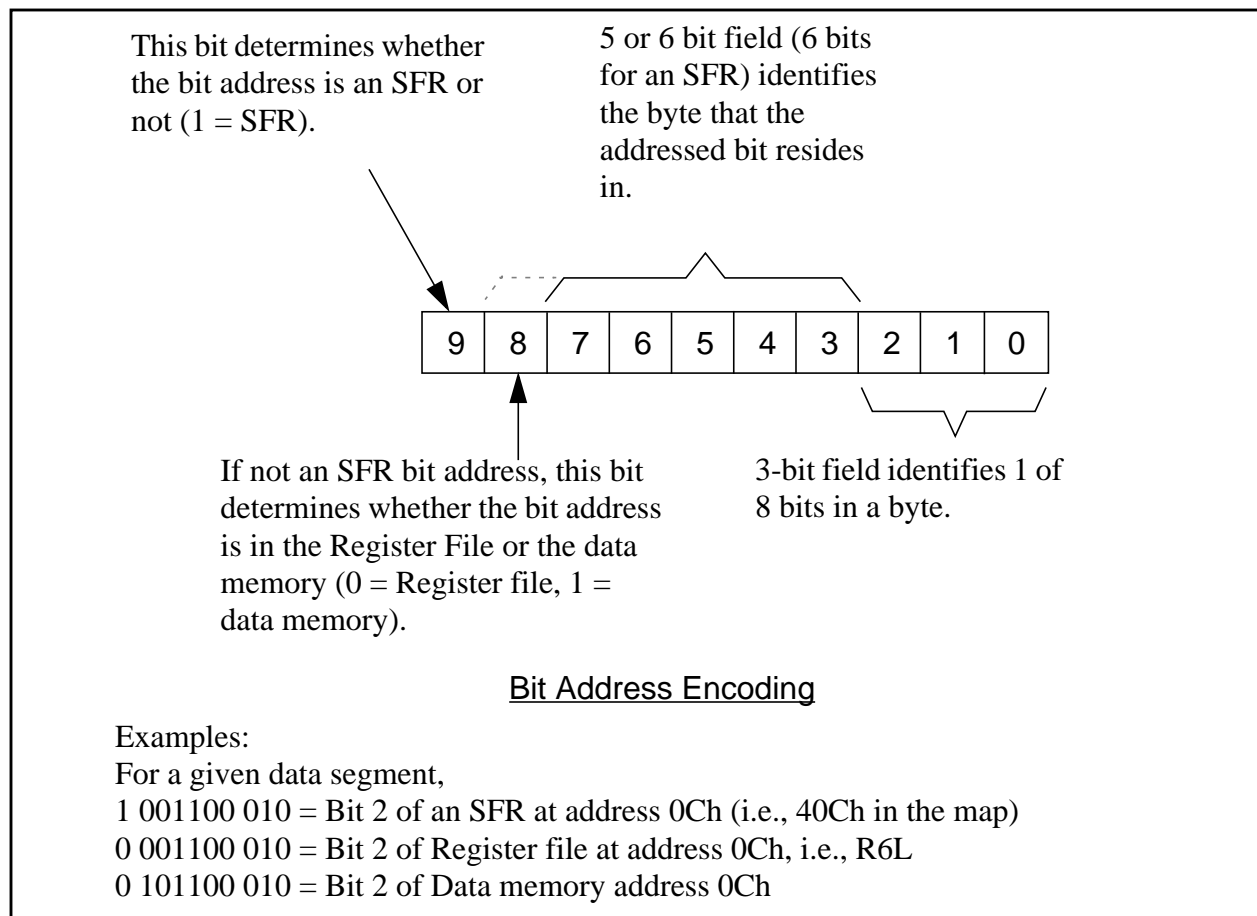 This bit determines whether
the bit address is an SFR or
not (1 = SFR).
5 or 6 bit field (6 bits
for an SFR) identifies
the byte that the
addressed bit resides
in.
9 8 7 6 5 4 3 2 1 0
If not an SFR bit address, this bit
determines whether the bit address
is in the Register File or the data
memory (0 = Register file, 1 =
data memory).
3-bit field identifies 1 of
8 bits in a byte.
Bit Address Encoding
Examples:
For a given data segment,
1 001100 010 = Bit 2 of an SFR at address 0Ch (i.e., 40Ch in the map)
0 001100 010 = Bit 2 of Register file at address 0Ch, i.e., R6L
0 101100 010 = Bit 2 of Data memory address 0Ch